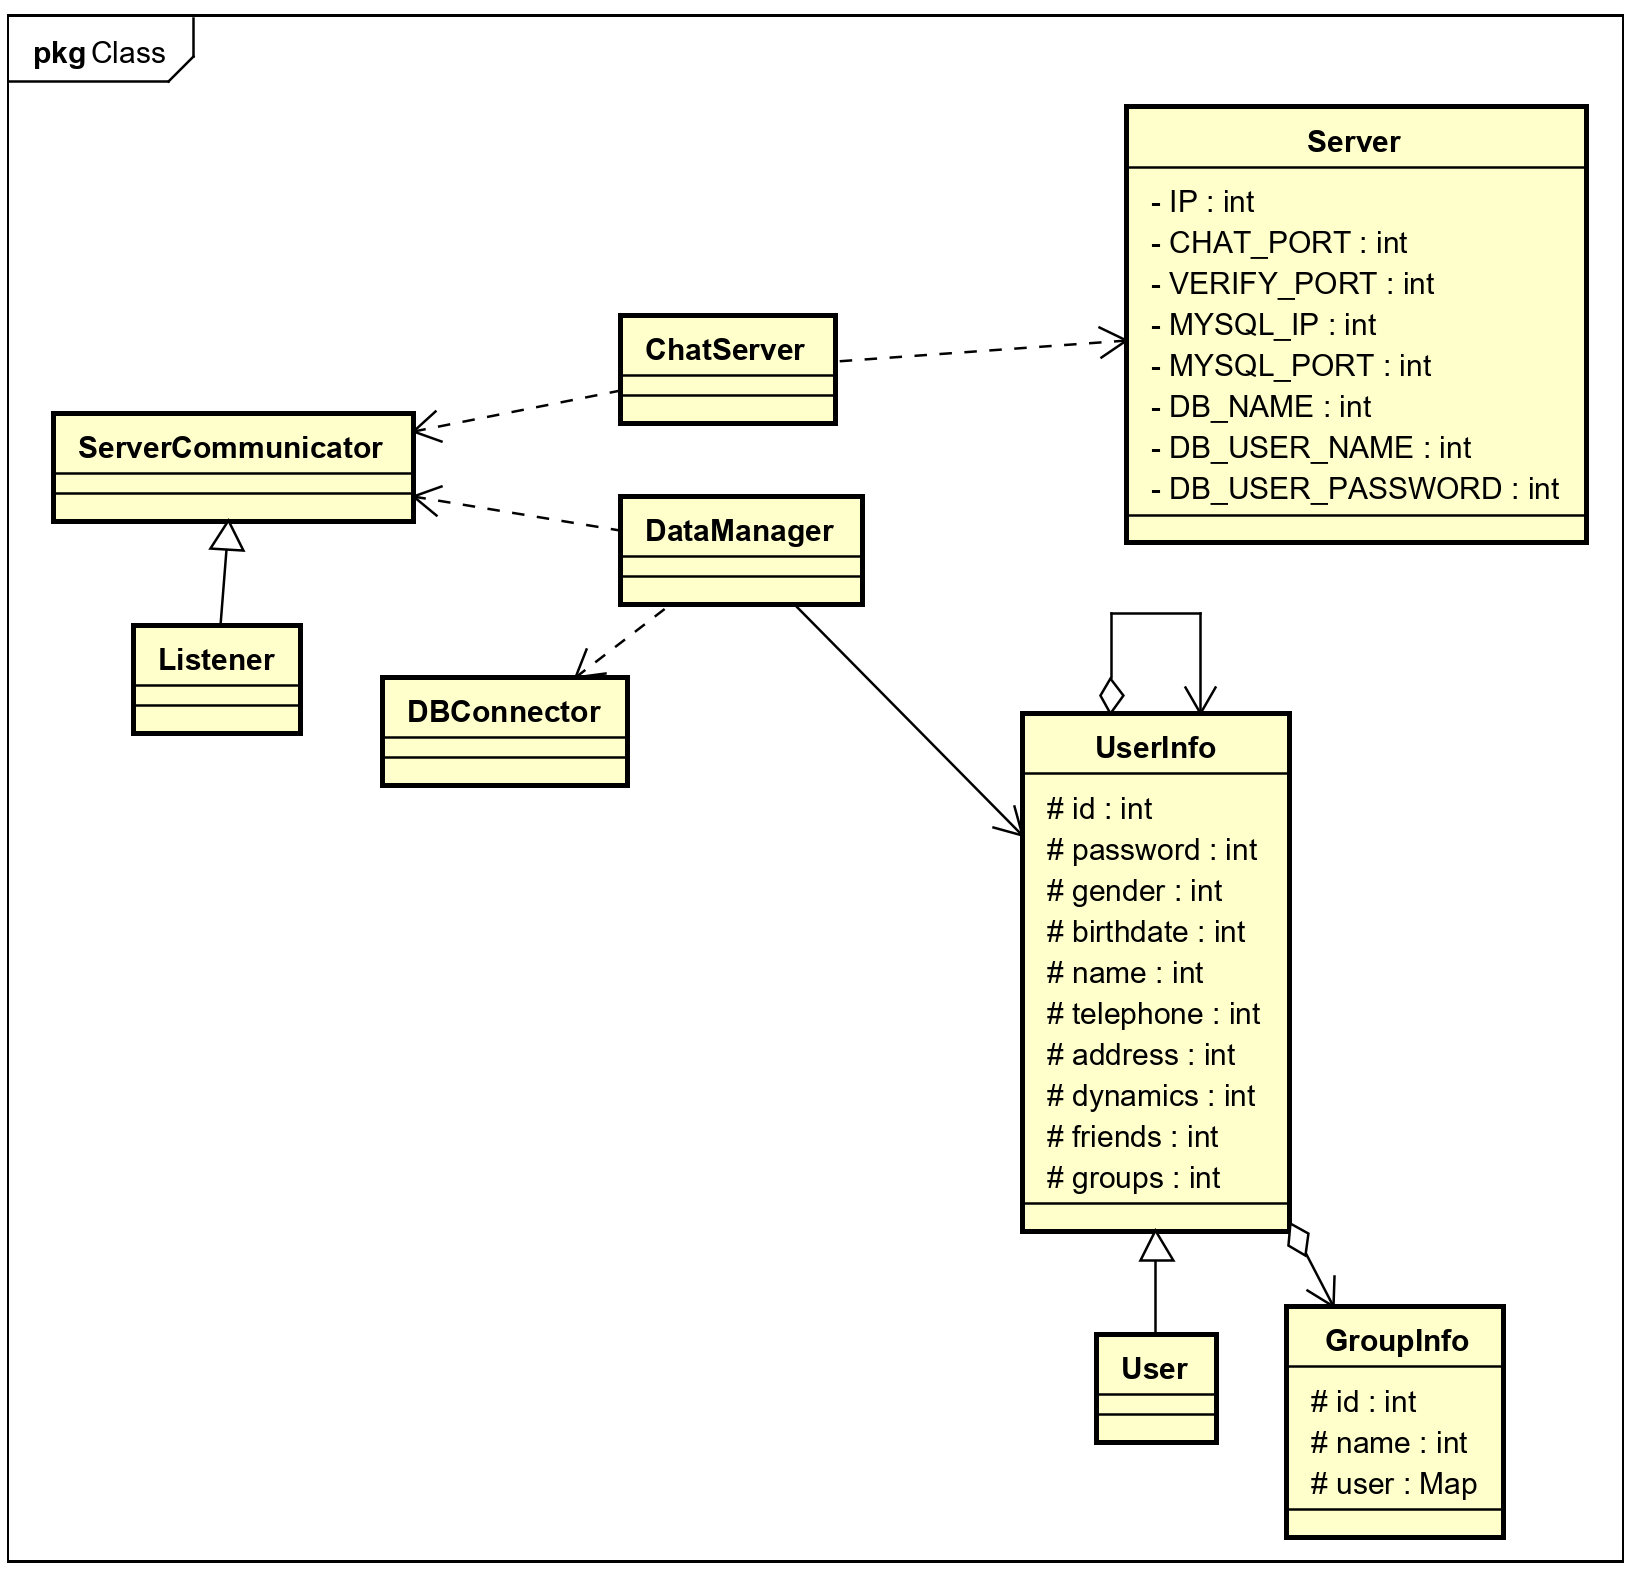 pkg Class
Server
- IP : int
- CHAT_PORT : int
- VERIFY_PORT : int
- MYSQL_IP : int
- MYSQL_PORT : int
- DB_NAME : int
- DB_USER_NAME : int
- DB_USER_PASSWORD : int
ChatServer
ServerCommunicator
DataManager
Listener
DBConnector
UserInfo
# id : int
# password : int
# gender : int
# birthdate : int
# name : int
# telephone : int
# address : int
# dynamics : int
# friends : int
# groups : int
User
GroupInfo
# id : int
# name : int
# user : Map